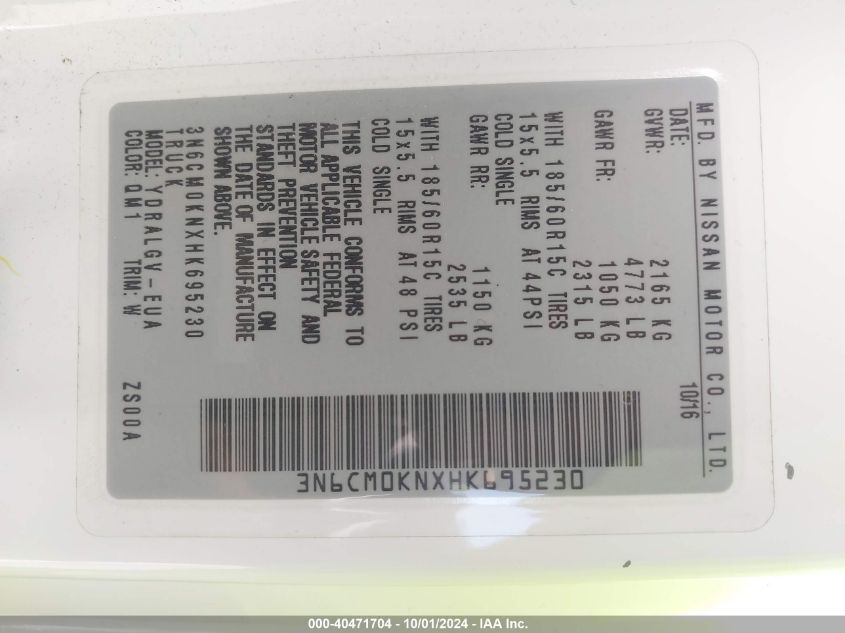 MFD. BY NISSAN MOTOR CO., LTD.
DATE: 10/16
GVWR: 2165 KG
4773 LB
GAWR FR: 1050 KG
2315 LB
WITH 185/60R15C TIRES
15x5.5 RIMS AT 44PSI
COLD SINGLE
GAWR RR: 1150 KG
2535 LB
WITH 185/60R15C TIRES
15x5.5 RIMS AT 48 PSI
COLD SINGLE
THIS VEHICLE CONFORMS TO
ALL APPLICABLE FEDERAL
MOTOR VEHICLE SAFETY AND
THEFT PREVENTION
STANDARDS IN EFFECT ON
THE DATE OF MANUFACTURE
SHOWN ABOVE.
3N6CM0KNXHK695230
TRUCK
MODEL: YDRALGV-EUA
COLOR: QM1 TRIM: W ZS00A
3N6CM0KNXHK695230
000-40471704 - 10/01/2024 - IAA Inc.